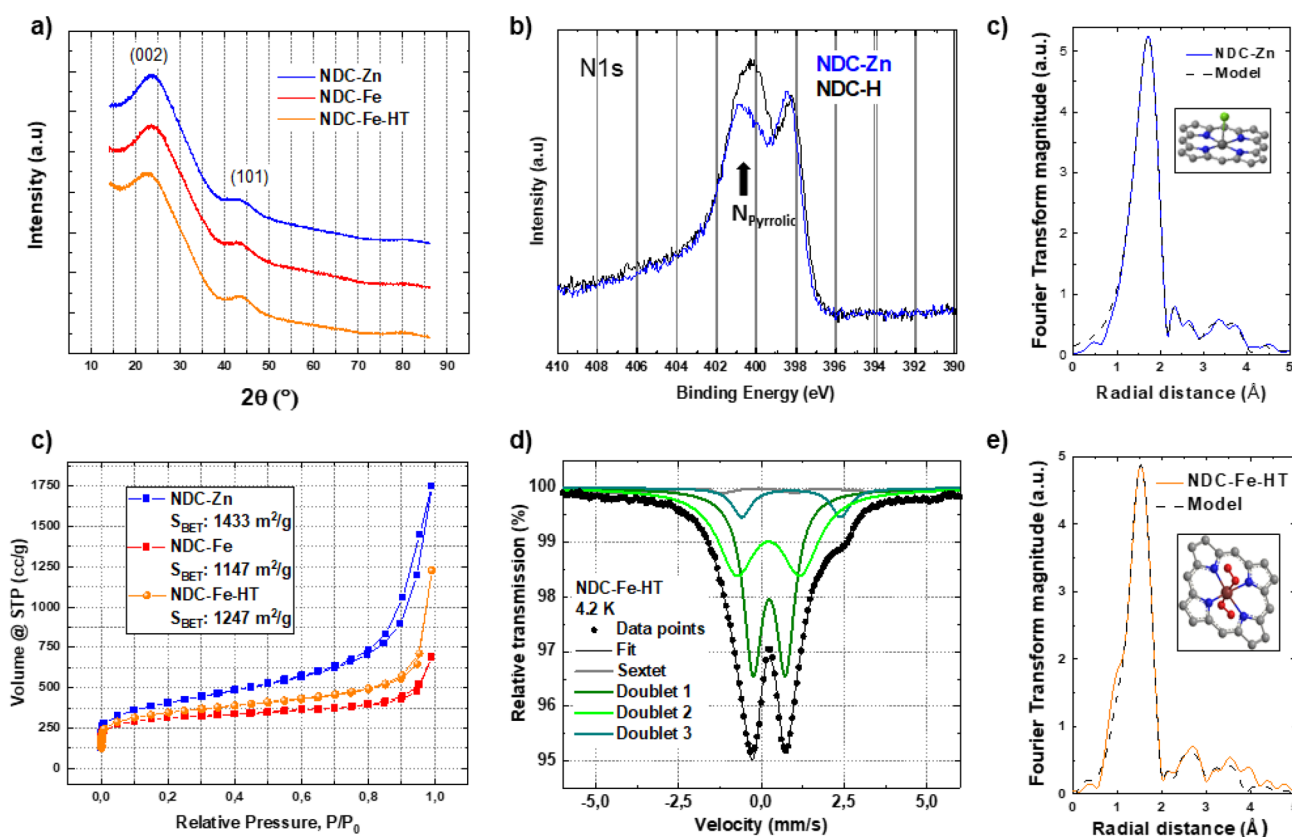 a)
(002)
(101)
NDC-Zn
NDC-Fe
NDC-Fe-HT
Intensity (a.u)
10 20 30 40 50 60 70 80 90
2θ (°)
b)
N1s
NDC-Zn
NDC-H
N Pyrrolic
Intensity (a.u)
410 408 406 404 402 400 398 396 394 392 390
Binding Energy (eV)
c)
NDC-Zn
Model
Fourier Transform magnitude (a.u.)
5
4
3
2
1
0
0 1 2 3 4 5
Radial distance (Å)
c)
NDC-Zn
S_BET: 1433 m²/g
NDC-Fe
S_BET: 1147 m²/g
NDC-Fe-HT
S_BET: 1247 m²/g
Volume @ STP (cc/g)
1750
1500
1250
1000
750
500
250
0
0,0 0,2 0,4 0,6 0,8 1,0
Relative Pressure, P/P₀
d)
NDC-Fe-HT
4.2 K
Data points
Fit
Sextet
Doublet 1
Doublet 2
Doublet 3
Relative transmission (%)
100
99
98
97
96
95
-5,0 -2,5 0,0 2,5 5,0
Velocity (mm/s)
e)
NDC-Fe-HT
Model
Fourier Transform magnitude (a.u.)
5
4
3
2
1
0
0 1 2 3 4 5
Radial distance (Å)